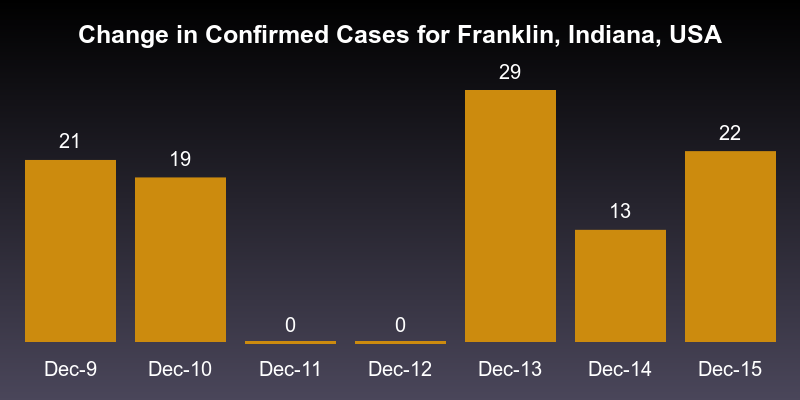 Change in Confirmed Cases for Franklin, Indiana, USA
29
21
22
19
13
0
0
Dec-9
Dec-10
Dec-11
Dec-12
Dec-13
Dec-14
Dec-15